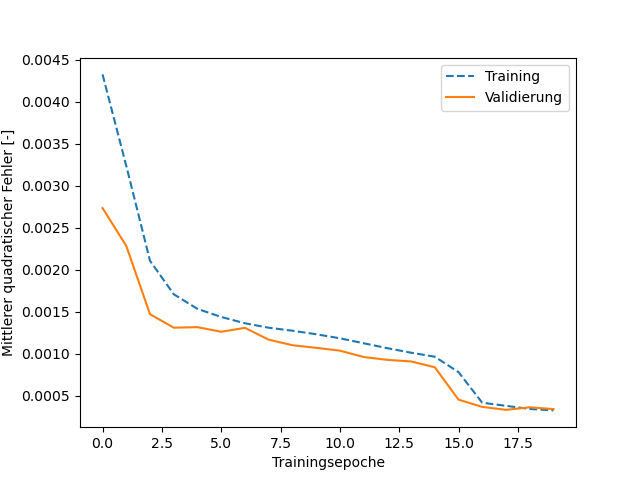 0.0045
0.0040
0.0035
0.0030
0.0025
0.0020
0.0015
0.0010
0.0005
Mittlerer quadratischer Fehler [-]
Training
Validierung
0.0 2.5 5.0 7.5 10.0 12.5 15.0 17.5
Trainingsepoche